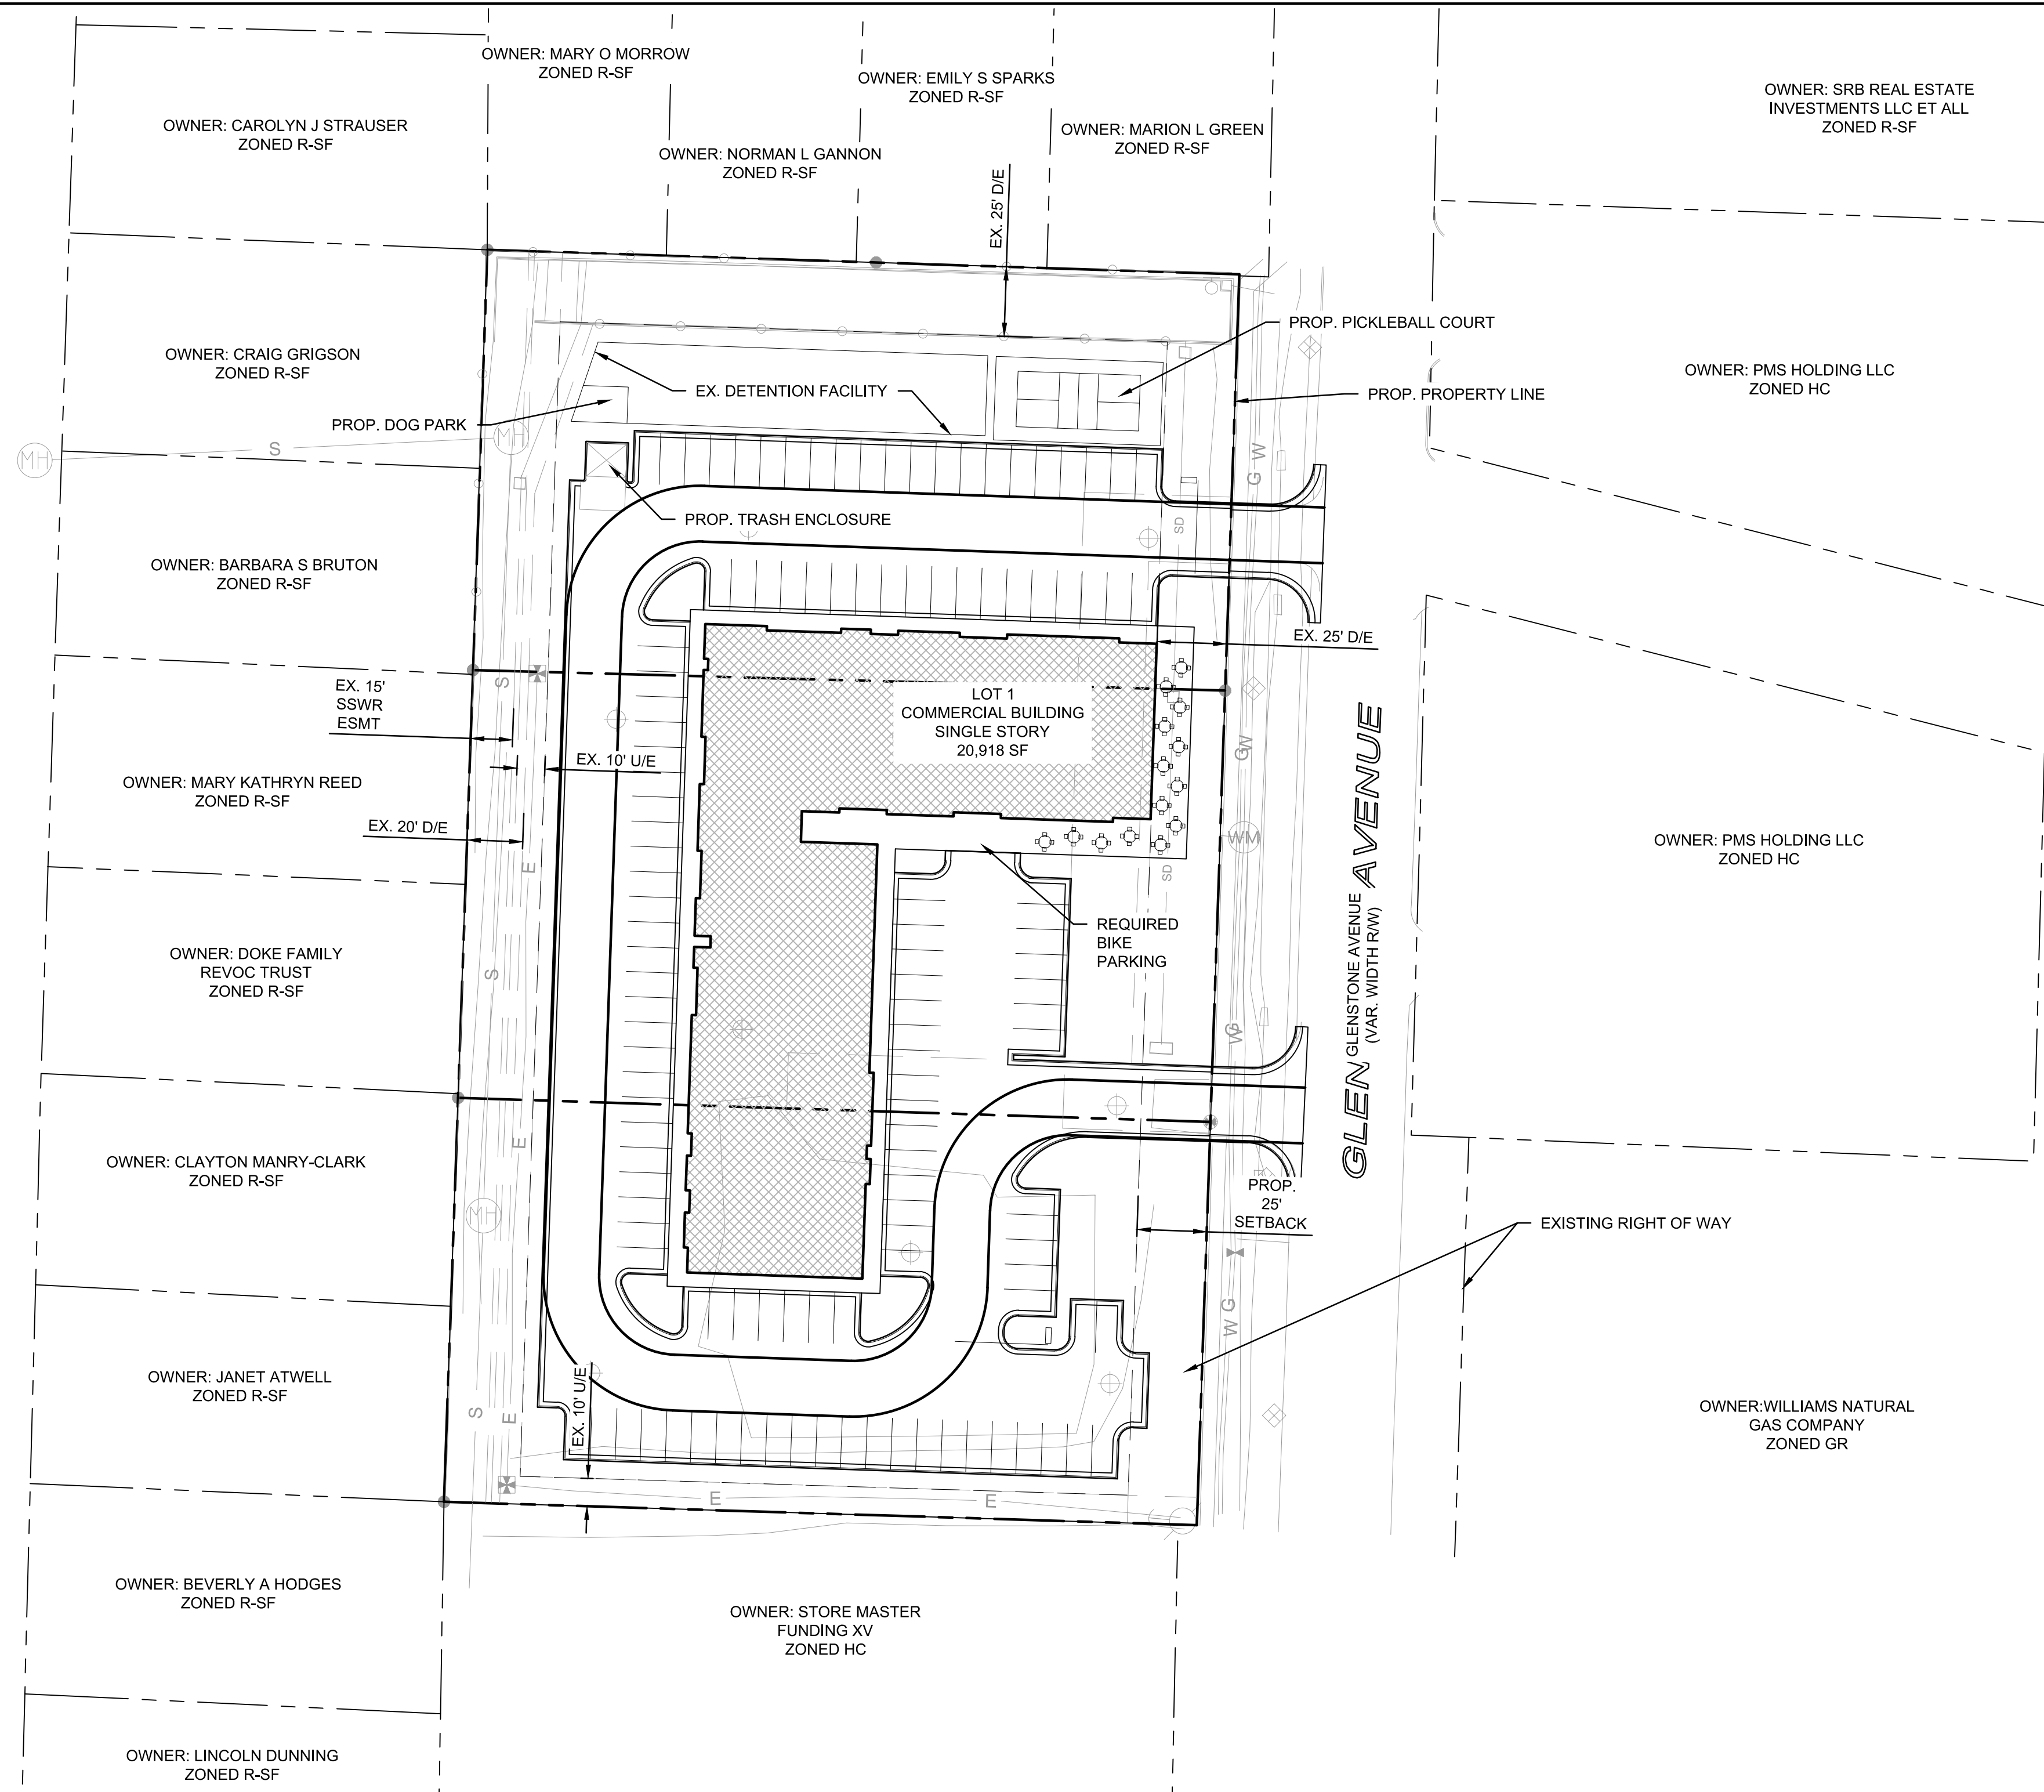 OWNER: MARY O MORROW
ZONED R-SF
OWNER: EMILY S SPARKS
ZONED R-SF
OWNER: SRB REAL ESTATE
INVESTMENTS LLC ET ALL
ZONED R-SF
OWNER: CAROLYN J STRAUSER
ZONED R-SF
OWNER: NORMAN L GANNON
ZONED R-SF
OWNER: MARION L GREEN
ZONED R-SF
EX. 25' D/E
PROP. PICKLEBALL COURT
OWNER: CRAIG GRIGSON
ZONED R-SF
EX. DETENTION FACILITY
PROP. PROPERTY LINE
OWNER: PMS HOLDING LLC
ZONED HC
PROP. DOG PARK
MH
S
MH
W
G
PROP. TRASH ENCLOSURE
SD
OWNER: BARBARA S BRUTON
ZONED R-SF
EX. 25' D/E
EX. 15'
SSWR
ESMT
S
LOT 1
COMMERCIAL BUILDING
SINGLE STORY
20,918 SF
W
G
EX. 10' U/E
OWNER: MARY KATHRYN REED
ZONED R-SF
EX. 20' D/E
E
WM
SD
OWNER: PMS HOLDING LLC
ZONED HC
GLEN AVENUE
GLENSTONE AVENUE
(VAR. WIDTH R/W)
REQUIRED
BIKE
PARKING
OWNER: DOKE FAMILY
REVOC TRUST
ZONED R-SF
S
G
W
E
OWNER: CLAYTON MANRY-CLARK
ZONED R-SF
MH
PROP.
25'
SETBACK
EXISTING RIGHT OF WAY
G
W
OWNER: JANET ATWELL
ZONED R-SF
S
E
EX. 10' U/E
OWNER:WILLIAMS NATURAL
GAS COMPANY
ZONED GR
E
E
OWNER: BEVERLY A HODGES
ZONED R-SF
OWNER: STORE MASTER
FUNDING XV
ZONED HC
OWNER: LINCOLN DUNNING
ZONED R-SF